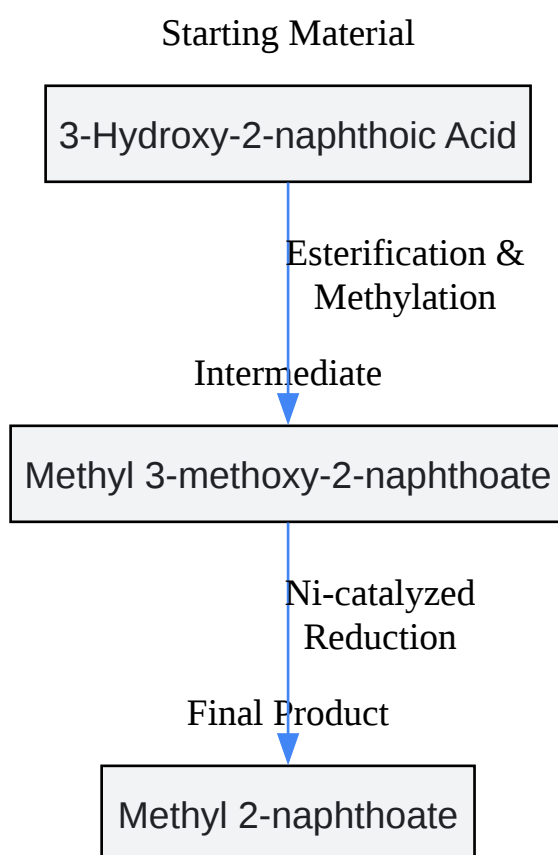 Starting Material
3-Hydroxy-2-naphthoic Acid
Esterification &
Methylation
Intermediate
Methyl 3-methoxy-2-naphthoate
Ni-catalyzed
Reduction
Final Product
Methyl 2-naphthoate